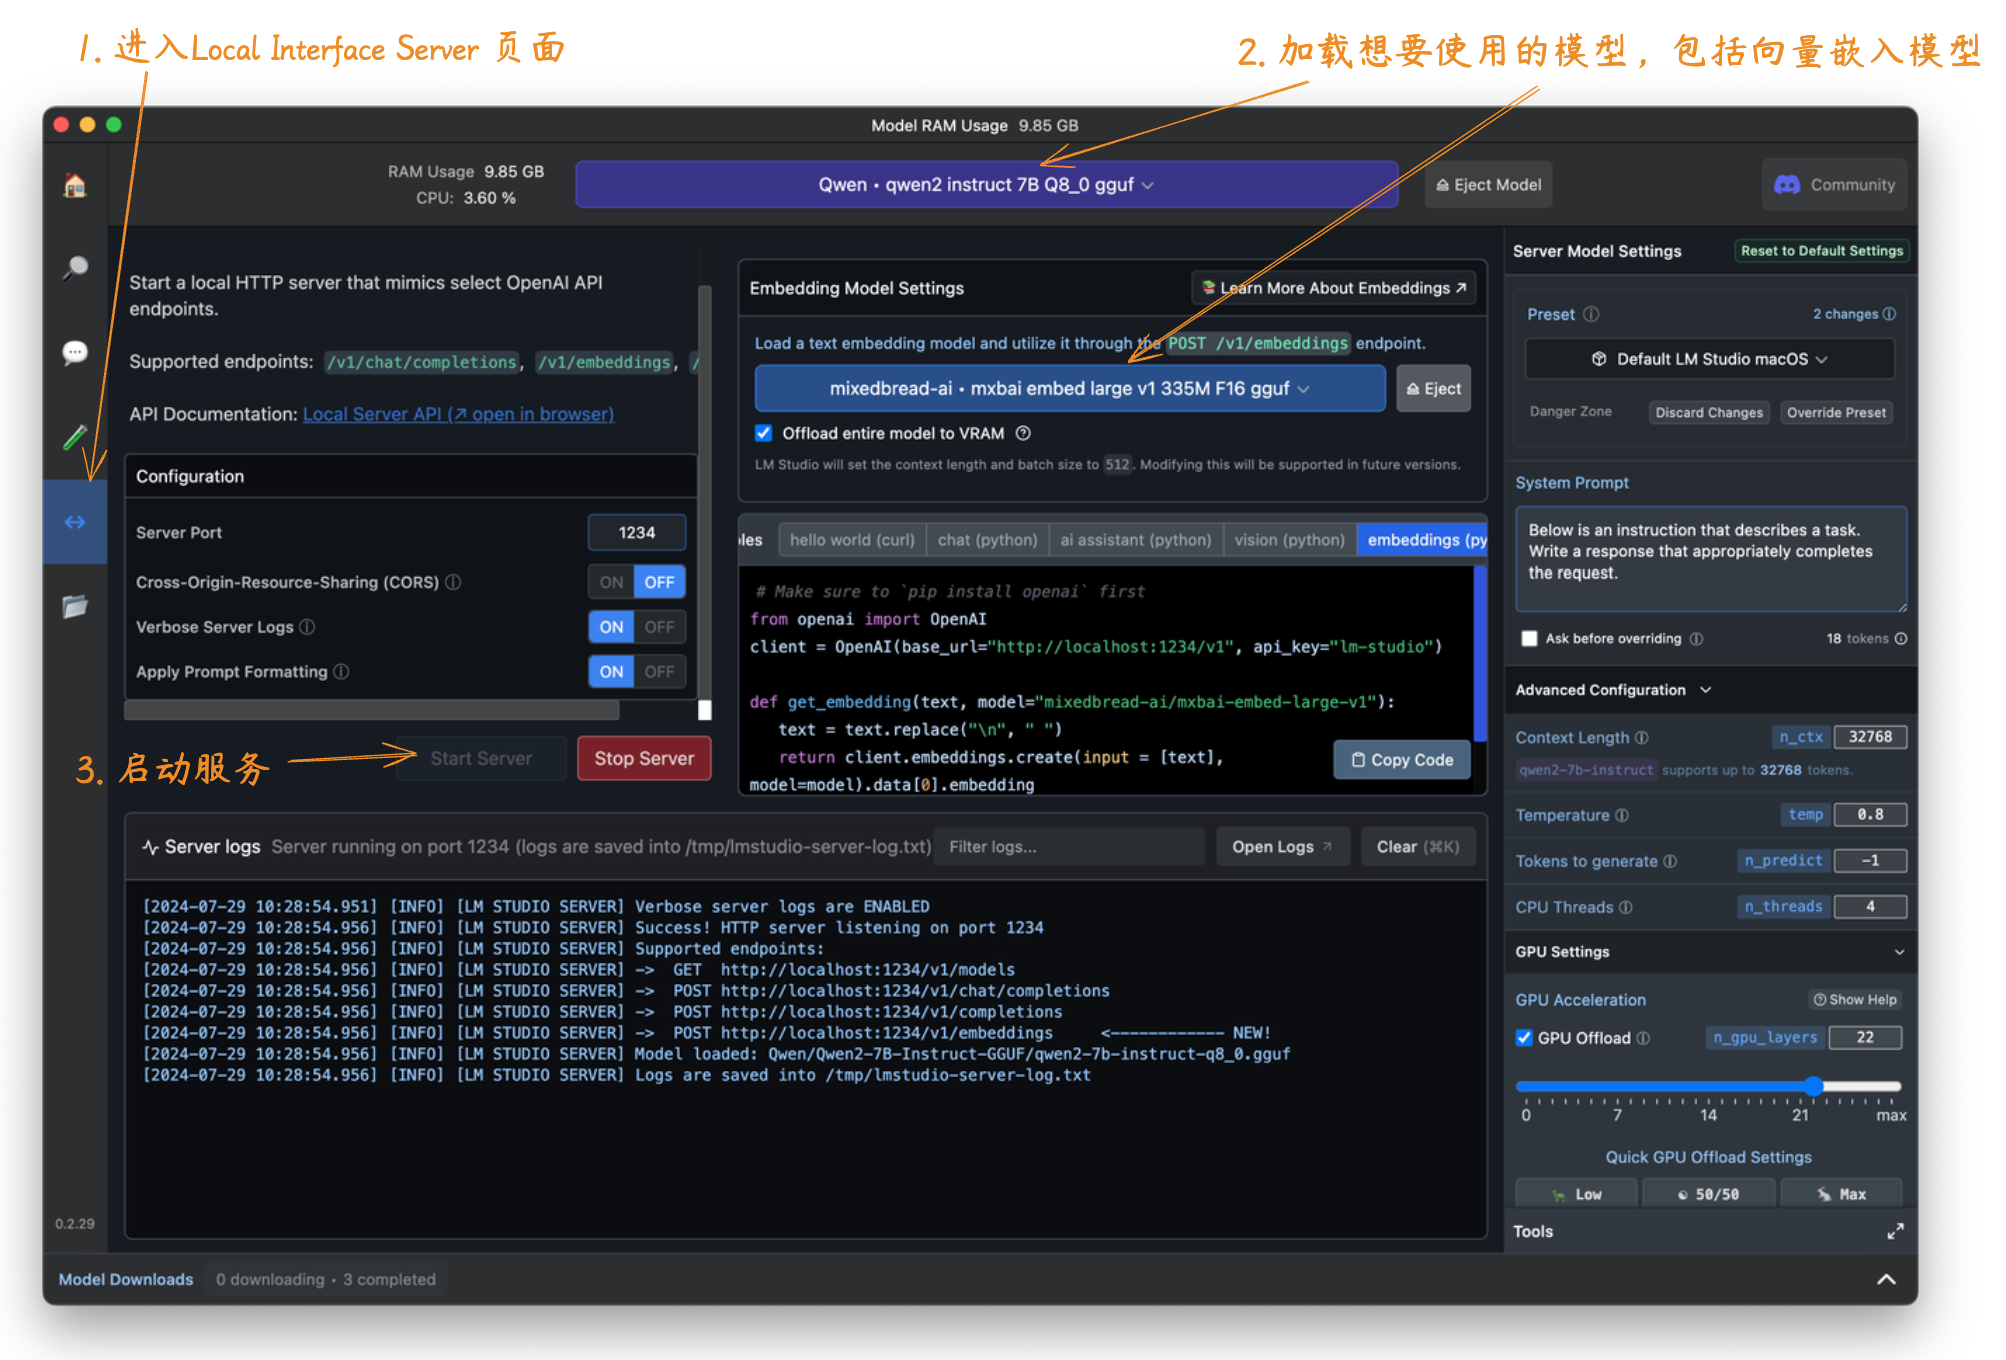 1. 进入Local Interface Server 页面
2. 加载想要使用的模型，包括向量嵌入模型
Model RAM Usage 9.85 GB
RAM Usage 9.85 GB
CPU: 3.60 %
Qwen • qwen2 instruct 7B Q8_0 gguf
Eject Model
Community
Start a local HTTP server that mimics select OpenAI API
endpoints.
Supported endpoints: /v1/chat/completions, /v1/embeddings, /
API Documentation: Local Server API (↗ open in browser)
Configuration
Server Port 1234
Cross-Origin-Resource-Sharing (CORS) ON OFF
Verbose Server Logs ON OFF
Apply Prompt Formatting ON OFF
3. 启动服务
Start Server
Stop Server
Embedding Model Settings
Learn More About Embeddings ↗
Load a text embedding model and utilize it through the POST /v1/embeddings endpoint.
mixedbread-ai • mxbai embed large v1 335M F16 gguf
Eject
Offload entire model to VRAM
LM Studio will set the context length and batch size to 512. Modifying this will be supported in future versions.
les hello world (curl) chat (python) ai assistant (python) vision (python) embeddings (py
# Make sure to `pip install openai` first
from openai import OpenAI
client = OpenAI(base_url="http://localhost:1234/v1", api_key="lm-studio")
def get_embedding(text, model="mixedbread-ai/mxbai-embed-large-v1"):
text = text.replace("\n", " ")
return client.embeddings.create(input = [text],
model=model).data[0].embedding
Copy Code
Server logs Server running on port 1234 (logs are saved into /tmp/lmstudio-server-log.txt) Filter logs... Open Logs ↗ Clear (⌘K)
[2024-07-29 10:28:54.951] [INFO] [LM STUDIO SERVER] Verbose server logs are ENABLED
[2024-07-29 10:28:54.956] [INFO] [LM STUDIO SERVER] Success! HTTP server listening on port 1234
[2024-07-29 10:28:54.956] [INFO] [LM STUDIO SERVER] Supported endpoints:
[2024-07-29 10:28:54.956] [INFO] [LM STUDIO SERVER] -> GET http://localhost:1234/v1/models
[2024-07-29 10:28:54.956] [INFO] [LM STUDIO SERVER] -> POST http://localhost:1234/v1/chat/completions
[2024-07-29 10:28:54.956] [INFO] [LM STUDIO SERVER] -> POST http://localhost:1234/v1/completions
[2024-07-29 10:28:54.956] [INFO] [LM STUDIO SERVER] -> POST http://localhost:1234/v1/embeddings <------------ NEW!
[2024-07-29 10:28:54.956] [INFO] [LM STUDIO SERVER] Model loaded: Qwen/Qwen2-7B-Instruct-GGUF/qwen2-7b-instruct-q8_0.gguf
[2024-07-29 10:28:54.956] [INFO] [LM STUDIO SERVER] Logs are saved into /tmp/lmstudio-server-log.txt
Server Model Settings Reset to Default Settings
Preset 2 changes
Default LM Studio macOS
Danger Zone Discard Changes Override Preset
System Prompt
Below is an instruction that describes a task.
Write a response that appropriately completes
the request.
Ask before overriding 18 tokens
Advanced Configuration
Context Length n_ctx 32768
qwen2-7b-instruct supports up to 32768 tokens.
Temperature temp 0.8
Tokens to generate n_predict -1
CPU Threads n_threads 4
GPU Settings
GPU Acceleration Show Help
GPU Offload n_gpu_layers 22
0 7 14 21 max
Quick GPU Offload Settings
Low 50/50 Max
Tools
0.2.29
Model Downloads 0 downloading • 3 completed